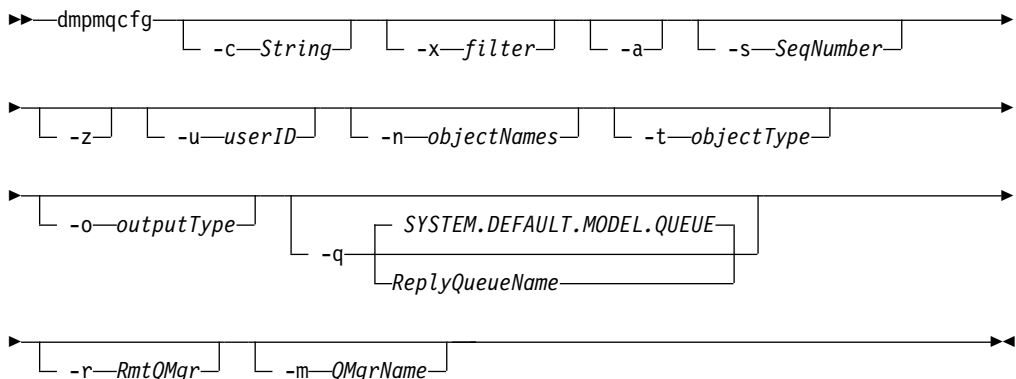 dmpmqcfg
-c String -x filter -a -s SeqNumber
-z -u userID -n objectNames -t objectType
-o outputType
SYSTEM.DEFAULT.MODEL.QUEUE
-q
ReplyQueueName
-r RmtQMgr -m QMgrName